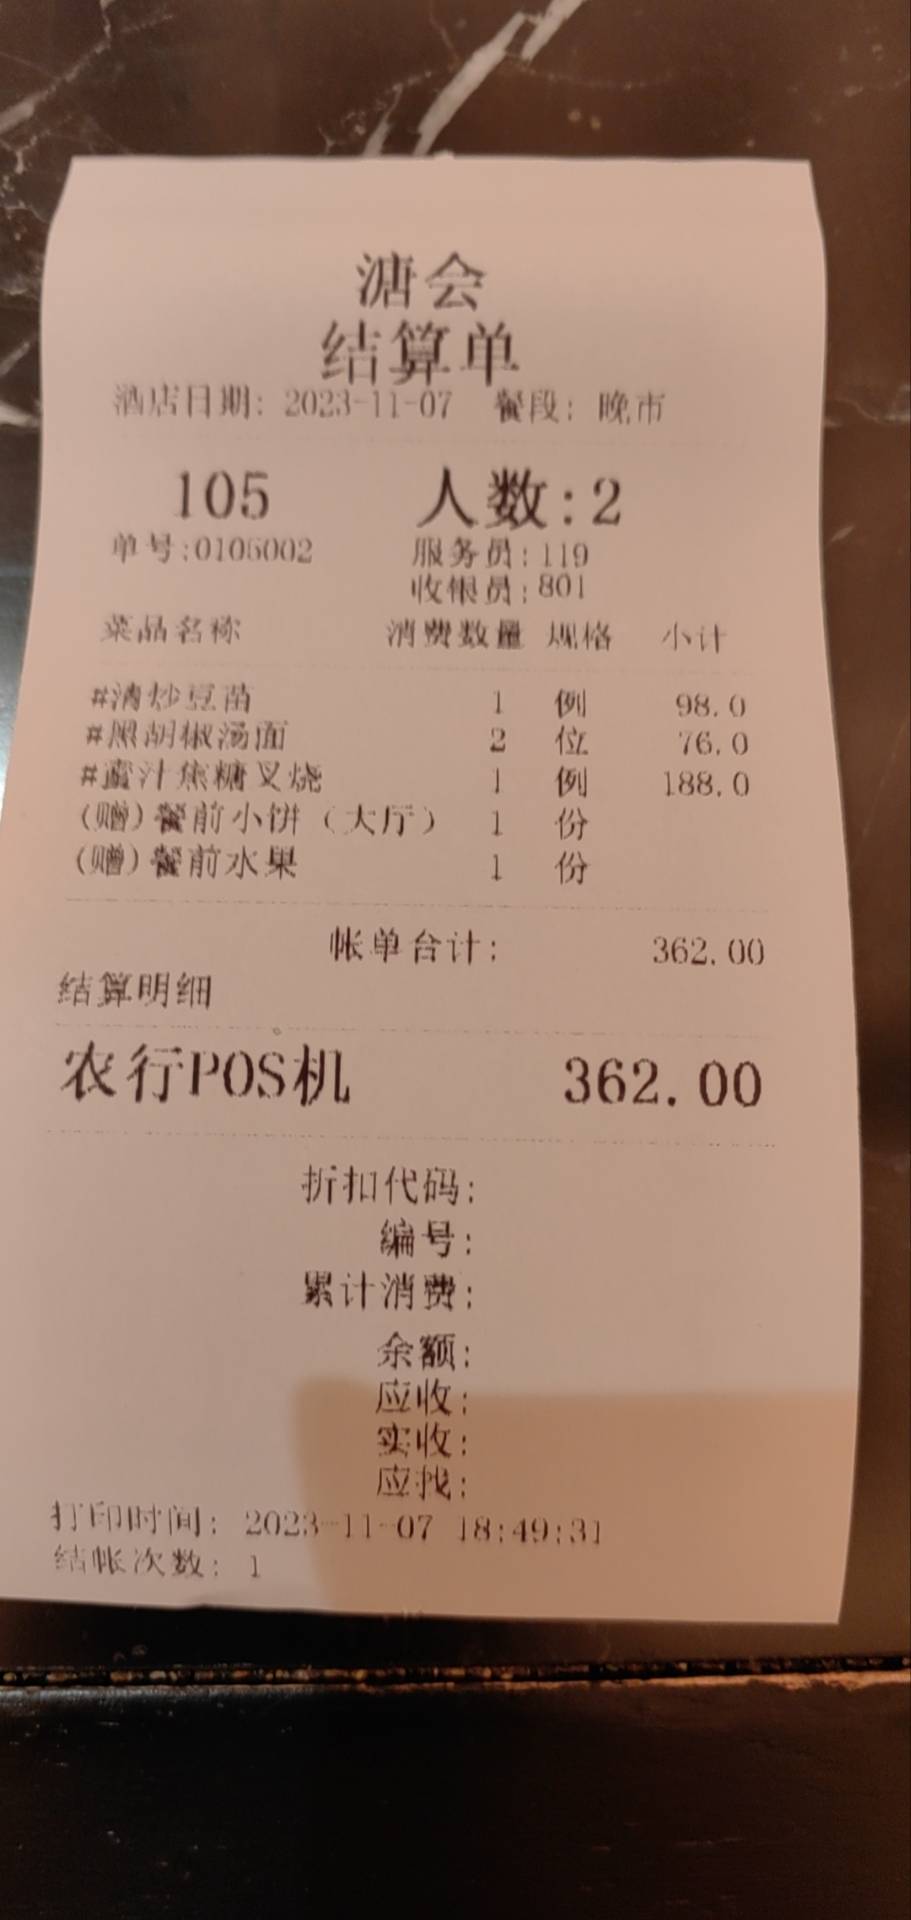 溏会
结算单
酒店日期: 2023-11-07 餐段: 晚市
105 人数:2
单号:0105002 服务员:119
收银员:801
菜品名称 消费数量 规格 小计
#清炒豆苗 1 例 98.0
#黑胡椒汤面 2 位 76.0
#蜜汁焦糖叉烧 1 例 188.0
(赠)餐前小饼（大厅） 1 份
(赠)餐前水果 1 份
帐单合计: 362.00
结算明细
农行POS机 362.00
折扣代码:
编号:
累计消费:
余额:
应收:
实收:
应找:
打印时间: 2023-11-07 18:49:31
结帐次数: 1